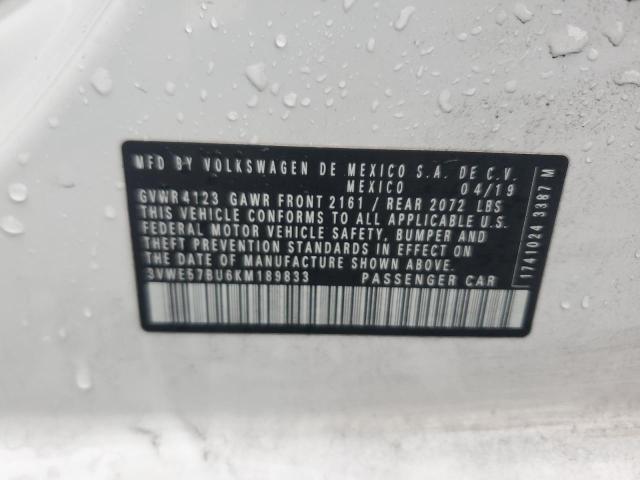 MFD BY VOLKSWAGEN DE MEXICO S.A. DE C.V.
MEXICO 04/19
GVWR 4123 GAWR FRONT 2161 / REAR 2072 LBS
THIS VEHICLE CONFORMS TO ALL APPLICABLE
FEDERAL MOTOR VEHICLE SAFETY, BUMPER AND
THEFT PREVENTION STANDARDS IN EFFECT ON
THE DATE OF MANUFACTURE SHOWN ABOVE.
3VWE57BU6KM189833 PASSENGER CAR
1741024 3387 M